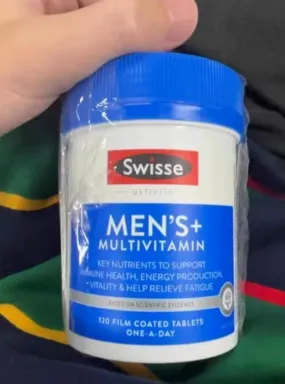 Swisse
ULTIVITE
MEN'S+
MULTIVITAMIN
KEY NUTRIENTS TO SUPPORT
IMMUNE HEALTH, ENERGY PRODUCTION
• VITALITY & HELP RELIEVE FATIGUE
BASED ON SCIENTIFIC EVIDENCE
120 FILM COATED TABLETS
ONE-A-DAY